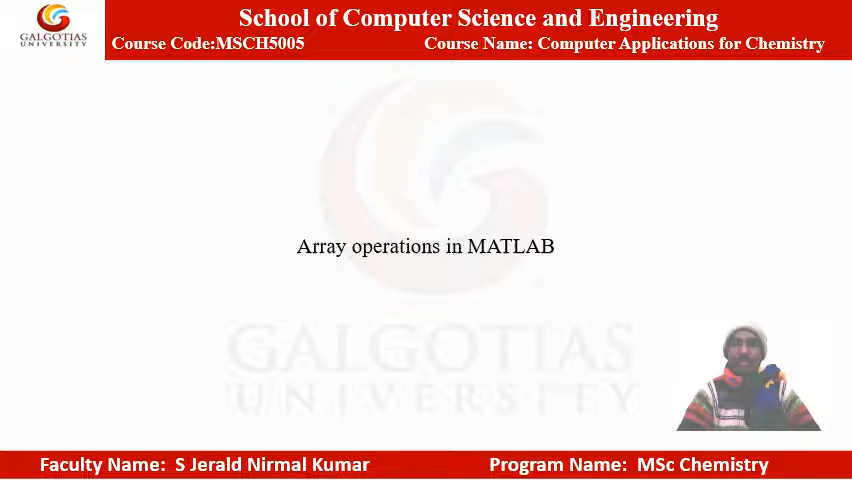 School of Computer Science and Engineering
GALGOTIAS
UNIVERSITY
Course Code:MSCH5005
Course Name: Computer Applications for Chemistry
Array operations in MATLAB
GALGOTIAS
UNIVERSITY
Faculty Name: S Jerald Nirmal Kumar
Program Name: MSc Chemistry